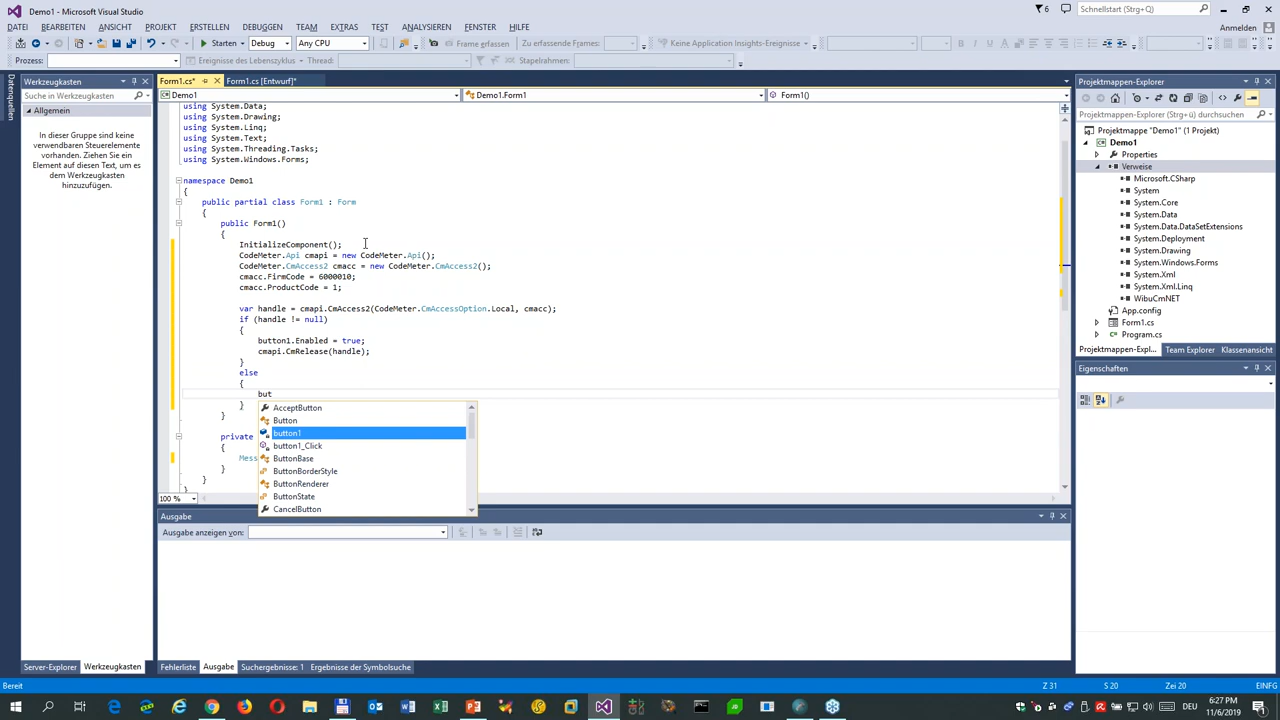 Demo1 - Microsoft Visual Studio
6
Schnellstart (Strg+Q)
DATEI BEARBEITEN ANSICHT PROJEKT ERSTELLEN DEBUGGEN TEAM EXTRAS TEST ANALYSIEREN FENSTER HILFE
Anmelden
Starten Debug Any CPU Frame erfassen Zu erfassende Frames: Keine Application Insights-Ereignisse
Prozess: Ereignisse des Lebenszyklus Thread: Stapelrahmen:
Datenquellen
Werkzeugkasten
Suche in Werkzeugkasten
Allgemein
In dieser Gruppe sind keine
verwendbaren Steuerelemente
vorhanden. Ziehen Sie ein
Element auf diesen Text, um es
dem Werkzeugkasten
hinzuzufügen.
Server-Explorer Werkzeugkasten
Form1.cs* Form1.cs [Entwurf]*
Demo1 Demo1.Form1 Form1()
using System.Data;
using System.Drawing;
using System.Linq;
using System.Text;
using System.Threading.Tasks;
using System.Windows.Forms;
namespace Demo1
{
public partial class Form1 : Form
{
public Form1()
{
InitializeComponent();
CodeMeter.Api cmapi = new CodeMeter.Api();
CodeMeter.CmAccess2 cmacc = new CodeMeter.CmAccess2();
cmacc.FirmCode = 6000010;
cmacc.ProductCode = 1;
var handle = cmapi.CmAccess2(CodeMeter.CmAccessOption.Local, cmacc);
if (handle != null)
{
button1.Enabled = true;
cmapi.CmRelease(handle);
}
else
{
but
}
}
private
{
Mess
}
}
}
AcceptButton
Button
button1
button1_Click
ButtonBase
ButtonBorderStyle
ButtonRenderer
ButtonState
CancelButton
100 %
Ausgabe
Ausgabe anzeigen von:
Fehlerliste Ausgabe Suchergebnisse: 1 Ergebnisse der Symbolsuche
Projektmappen-Explorer
Projektmappen-Explorer (Strg+ü) durchsuchen
Projektmappe "Demo1" (1 Projekt)
Demo1
Properties
Verweise
Microsoft.CSharp
System
System.Core
System.Data
System.Data.DataSetExtensions
System.Deployment
System.Drawing
System.Windows.Forms
System.Xml
System.Xml.Linq
WibuCmNET
App.config
Form1.cs
Program.cs
Projektmappen-Expl... Team Explorer Klassenansicht
Eigenschaften
Bereit Z 31 S 20 Zei 20 EINFG
DEU
6:27 PM
11/6/2019